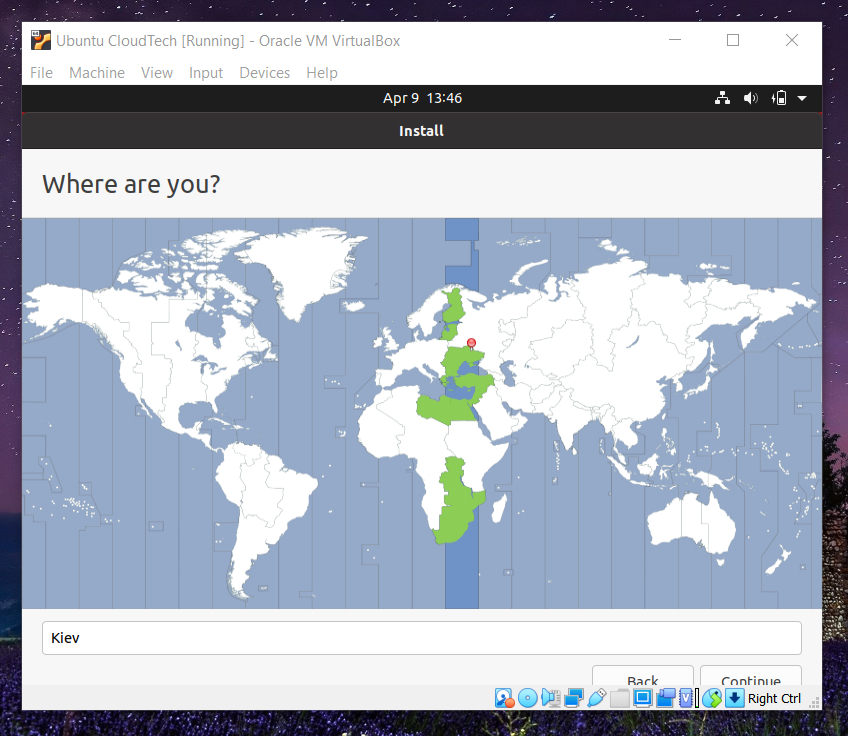 Ubuntu CloudTech [Running] - Oracle VM VirtualBox
File Machine View Input Devices Help
Apr 9 13:46
Install
Where are you?
Kiev
Back Continue
Right Ctrl